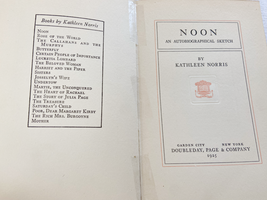 Books by Kathleen Norris
NOON
ROSE OF THE WORLD
THE CALLAHANS AND THE
MURPHYS
BUTTERFLY
CERTAIN PEOPLE OF IMPORTANCE
LUCRETIA LOMBARD
THE BELOVED WOMAN
HARRIET AND THE PIPER
SISTERS
JOSSELYN'S WIFE
UNDERTOW
MARTIE, THE UNCONQUERED
THE HEART OF RACHAEL
THE STORY OF JULIA PAGE
THE TREASURE
SATURDAY'S CHILD
POOR, DEAR MARGARET KIRBY
THE RICH MRS. BURGOYNE
MOTHER
NOON
AN AUTOBIOGRAPHICAL SKETCH
BY
KATHLEEN NORRIS
GARDEN CITY NEW YORK
DOUBLEDAY, PAGE & COMPANY
1925